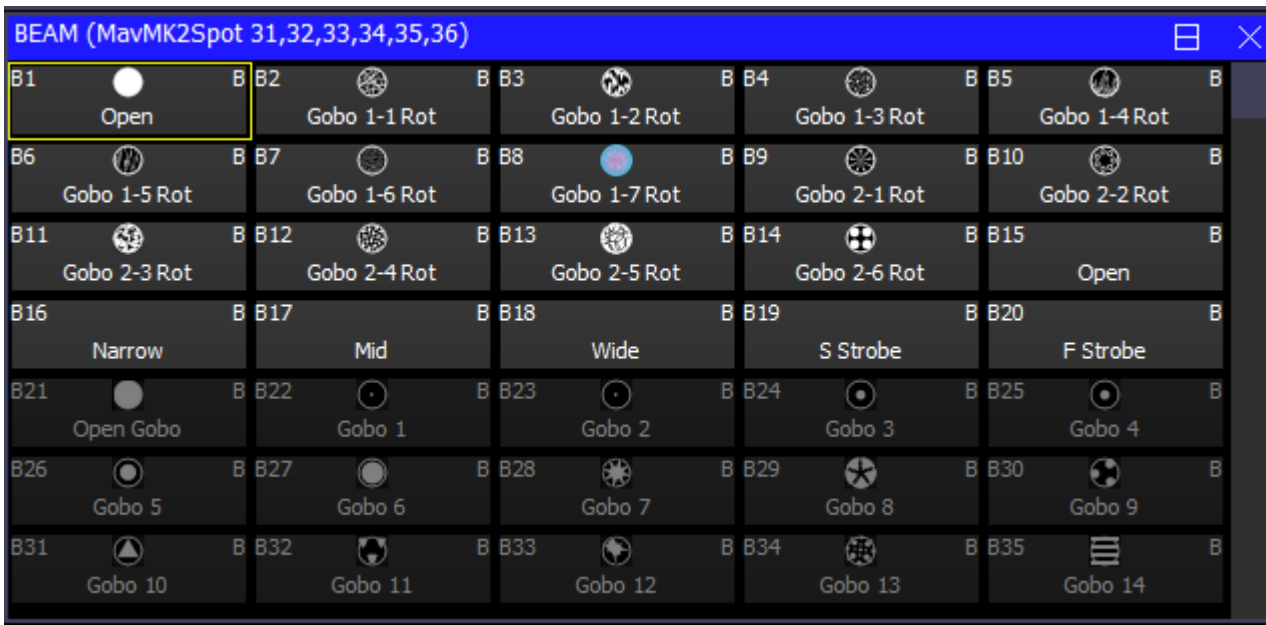 BEAM (MavMK2Spot 31,32,33,34,35,36)
B1 B B2 B B3 B B4 B B5 B
Open Gobo 1-1 Rot Gobo 1-2 Rot Gobo 1-3 Rot Gobo 1-4 Rot
B6 B B7 B B8 B B9 B B10 B
Gobo 1-5 Rot Gobo 1-6 Rot Gobo 1-7 Rot Gobo 2-1 Rot Gobo 2-2 Rot
B11 B B12 B B13 B B14 B B15 B
Gobo 2-3 Rot Gobo 2-4 Rot Gobo 2-5 Rot Gobo 2-6 Rot Open
B16 B B17 B B18 B B19 B B20 B
Narrow Mid Wide S Strobe F Strobe
B21 B B22 B B23 B B24 B B25 B
Open Gobo Gobo 1 Gobo 2 Gobo 3 Gobo 4
B26 B B27 B B28 B B29 B B30 B
Gobo 5 Gobo 6 Gobo 7 Gobo 8 Gobo 9
B31 B B32 B B33 B B34 B B35 B
Gobo 10 Gobo 11 Gobo 12 Gobo 13 Gobo 14